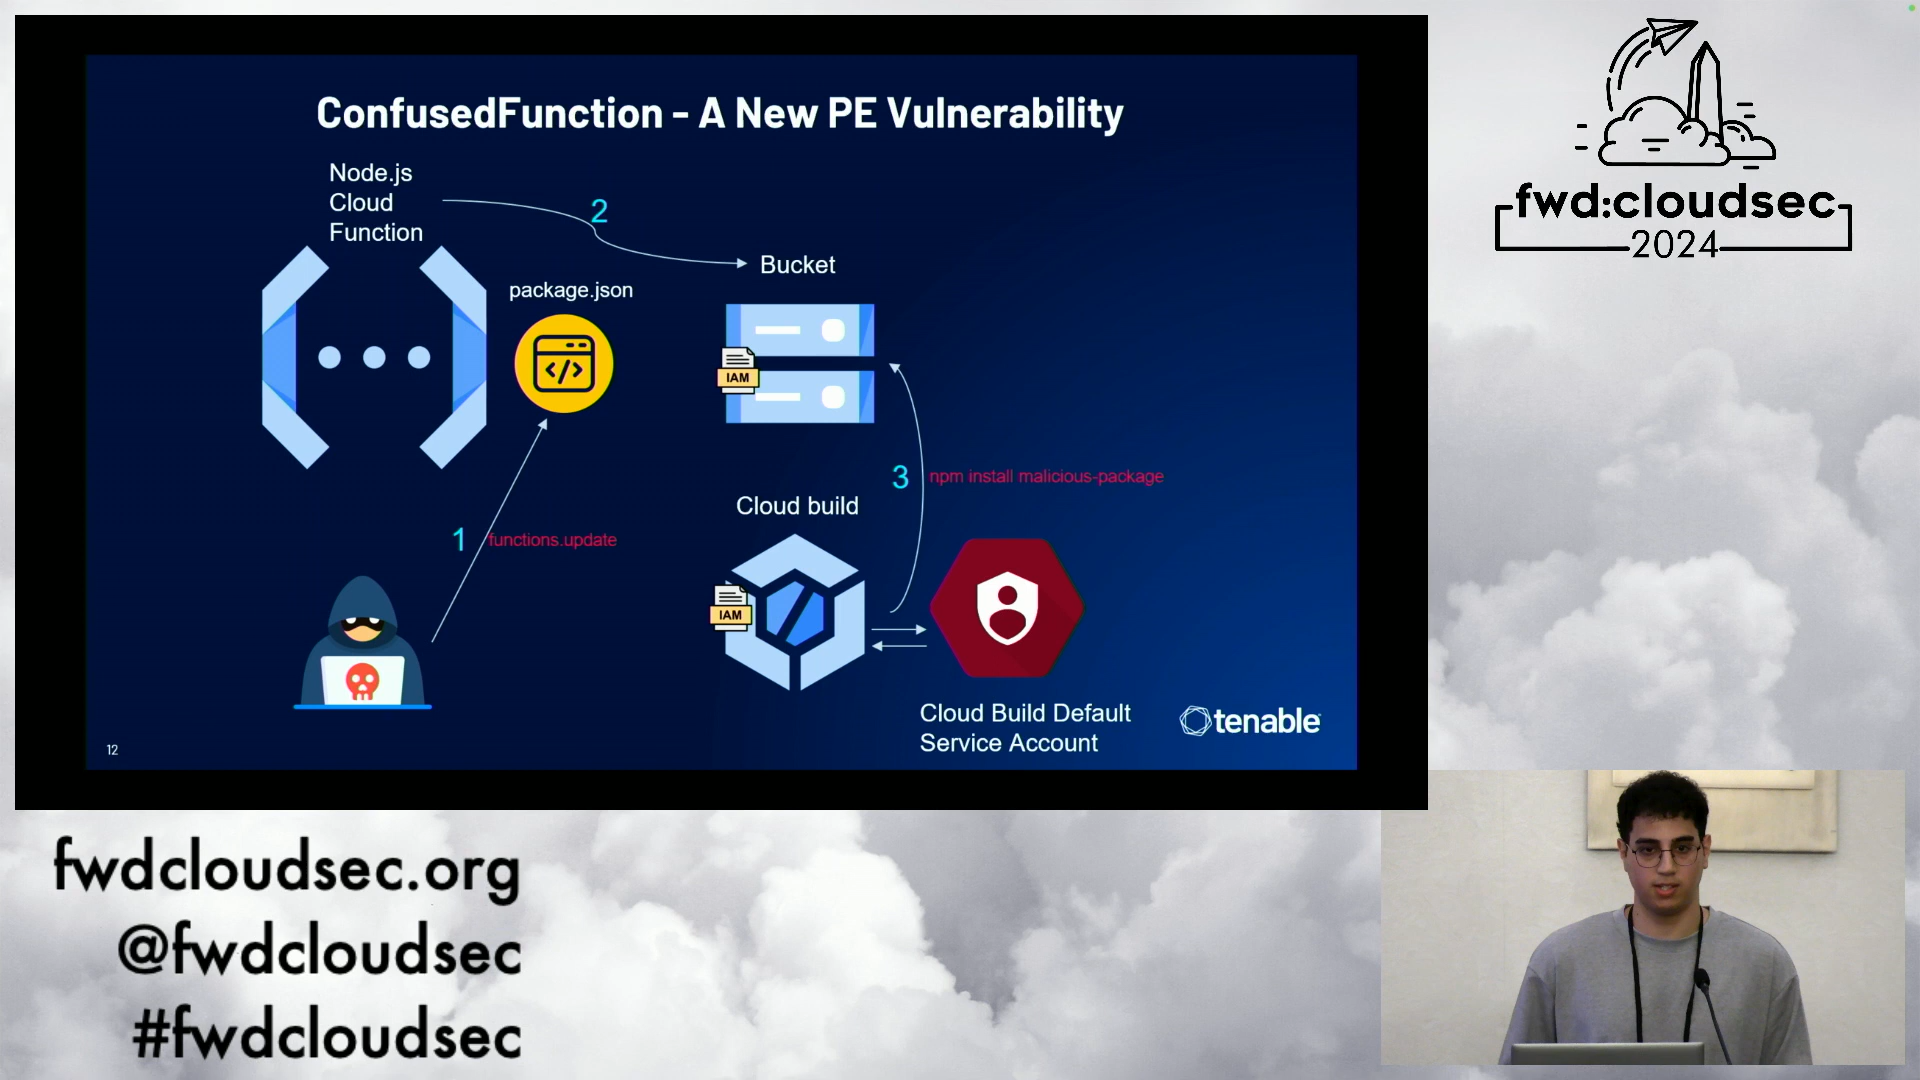 ConfusedFunction - A New PE Vulnerability
Node.js
Cloud
Function
2
Bucket
package.json
IAM
3
npm install malicious-package
Cloud build
1
functions.update
IAM
Cloud Build Default
Service Account
tenable
12
fwd:cloudsec
2024
fwdcloudsec.org
@fwdcloudsec
#fwdcloudsec